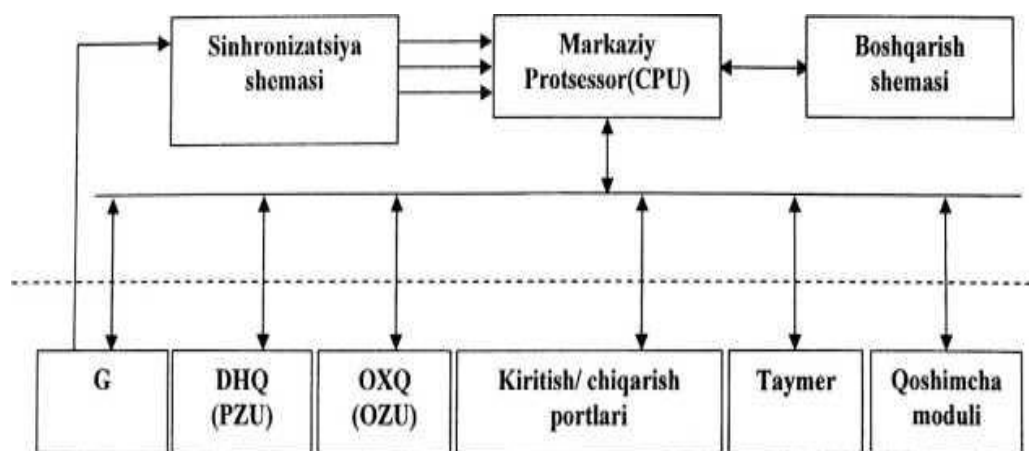 Sinhronizatsiya
shemasi
Markaziy
Protsessor(CPU)
Boshqarish
shemasi
G
DHQ
(PZU)
OXQ
(OZU)
Kiritish/ chiqarish
portlari
Taymer
Qoshimcha
moduli